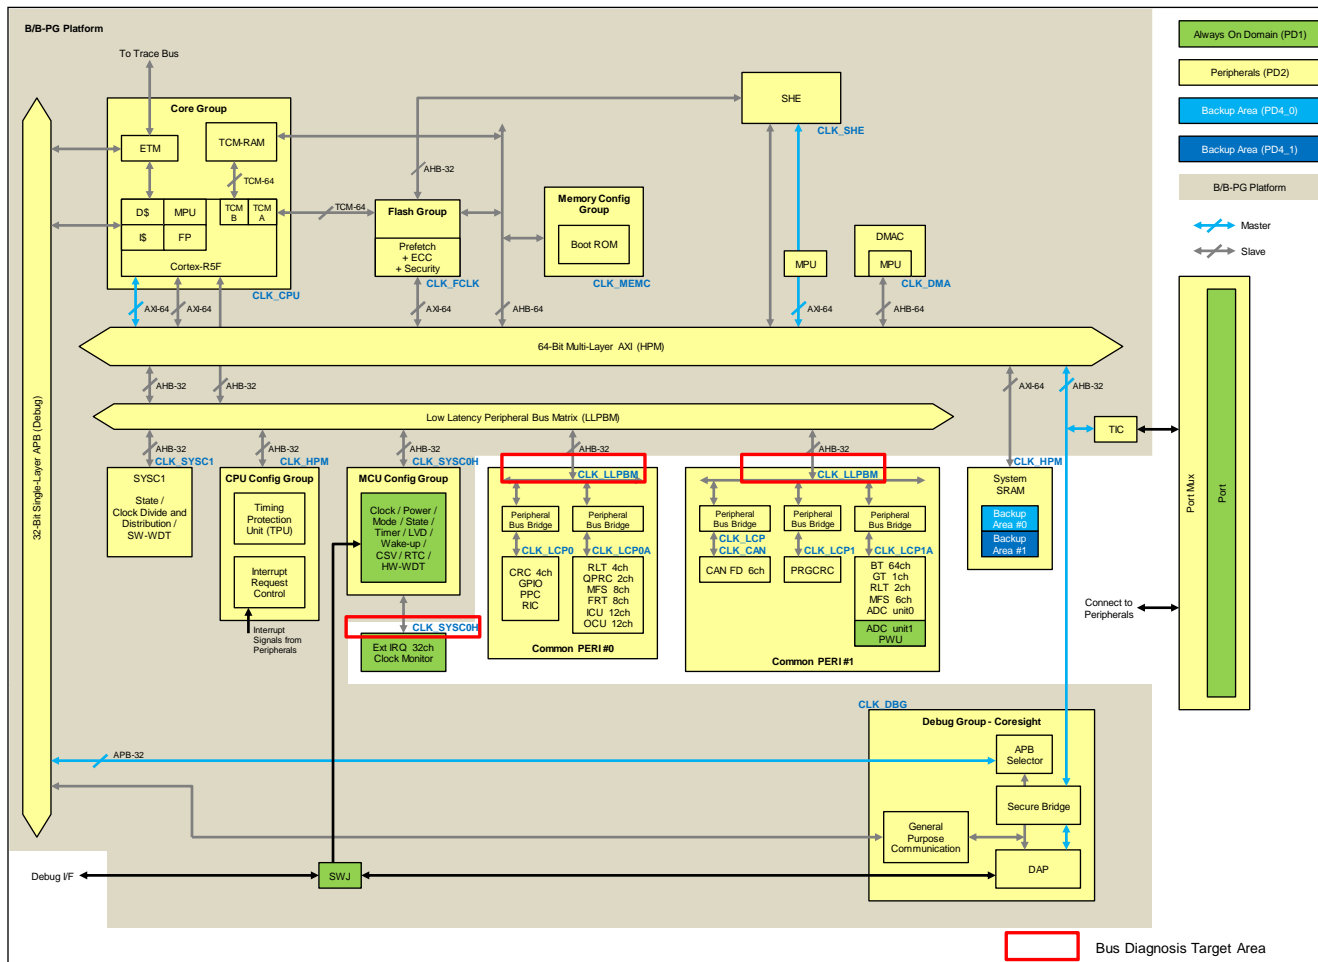 B/B-PG Platform
To Trace Bus
Core Group
ETM
TCM-RAM
TCM-64
D$
MPU
TCM
B
TCM
A
I$
FP
Cortex-R5F
CLK_CPU
AXI-64
AXI-64
TCM-64
Flash Group
Prefetch
+ ECC
+ Security
CLK_FCLK
AXI-64
AHB-32
AHB-64
Memory Config
Group
Boot ROM
CLK_MEMC
SHE
CLK_SHE
MPU
AXI-64
DMAC
MPU
CLK_DMA
AHB-64
64-Bit Multi-Layer AXI (HPM)
32-Bit Single-Layer APB (Debug)
AHB-32
AHB-32
Low Latency Peripheral Bus Matrix (LLPBM)
AHB-32
CLK_SYSC1
SYSC1
State /
Clock Divide and
Distribution /
SW-WDT
AHB-32
CLK_HPM
CPU Config Group
Timing
Protection
Unit (TPU)
Interrupt
Request
Control
Interrupt
Signals from
Peripherals
AHB-32
CLK_SYSC0H
MCU Config Group
Clock / Power /
Mode / State /
Timer / LVD /
Wake-up /
CSV / RTC /
HW-WDT
CLK_SYSC0H
Ext IRQ 32ch
Clock Monitor
AHB-32
CLK_LLPBM
Peripheral
Bus Bridge
Peripheral
Bus Bridge
CLK_LCP0
CLK_LCP0A
CRC 4ch
GPIO
PPC
RIC
RLT 4ch
QPRC 2ch
MFS 8ch
FRT 8ch
ICU 12ch
OCU 12ch
Common PERI #0
AHB-32
CLK_LLPBM
Peripheral
Bus Bridge
Peripheral
Bus Bridge
Peripheral
Bus Bridge
CLK_LCP
CLK_CAN
CLK_LCP1
CLK_LCP1A
CAN FD 6ch
PRGCRC
BT 64ch
GT 1ch
RLT 2ch
MFS 6ch
ADC unit0
ADC unit1
PWU
Common PERI #1
AXI-64
AHB-32
CLK_HPM
System
SRAM
Backup
Area #0
Backup
Area #1
TIC
Connect to
Peripherals
Port Mux
Port
Always On Domain (PD1)
Peripherals (PD2)
Backup Area (PD4_0)
Backup Area (PD4_1)
B/B-PG Platform
Master
Slave
CLK_DBG
Debug Group - Coresight
APB
Selector
Secure Bridge
General
Purpose
Communication
DAP
APB-32
Debug I/F
SWJ
Bus Diagnosis Target Area